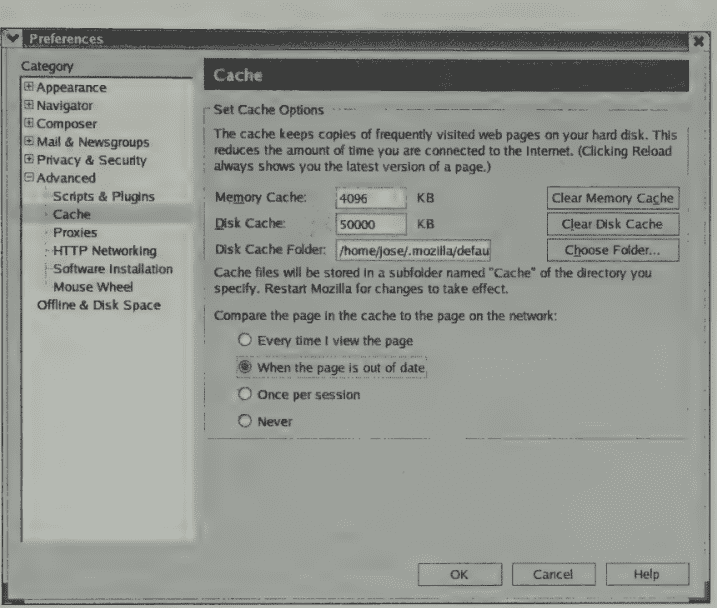 Preferences
Category
Appearance
Navigator
Composer
Mail & Newsgroups
Privacy & Security
Advanced
Scripts & Plugins
Cache
Proxies
HTTP Networking
Software Installation
Mouse Wheel
Offline & Disk Space
Cache
Set Cache Options
The cache keeps copies of frequently visited web pages on your hard disk. This
reduces the amount of time you are connected to the Internet. (Clicking Reload
always shows you the latest version of a page.)
Memory Cache: 4096 KB Clear Memory Cache
Disk Cache: 50000 KB Clear Disk Cache
Disk Cache Folder: /home/jose/.mozilla/defau Choose Folder...
Cache files will be stored in a subfolder named "Cache" of the directory you
specify. Restart Mozilla for changes to take effect.
Compare the page in the cache to the page on the network:
Every time I view the page
When the page is out of date
Once per session
Never
OK Cancel Help